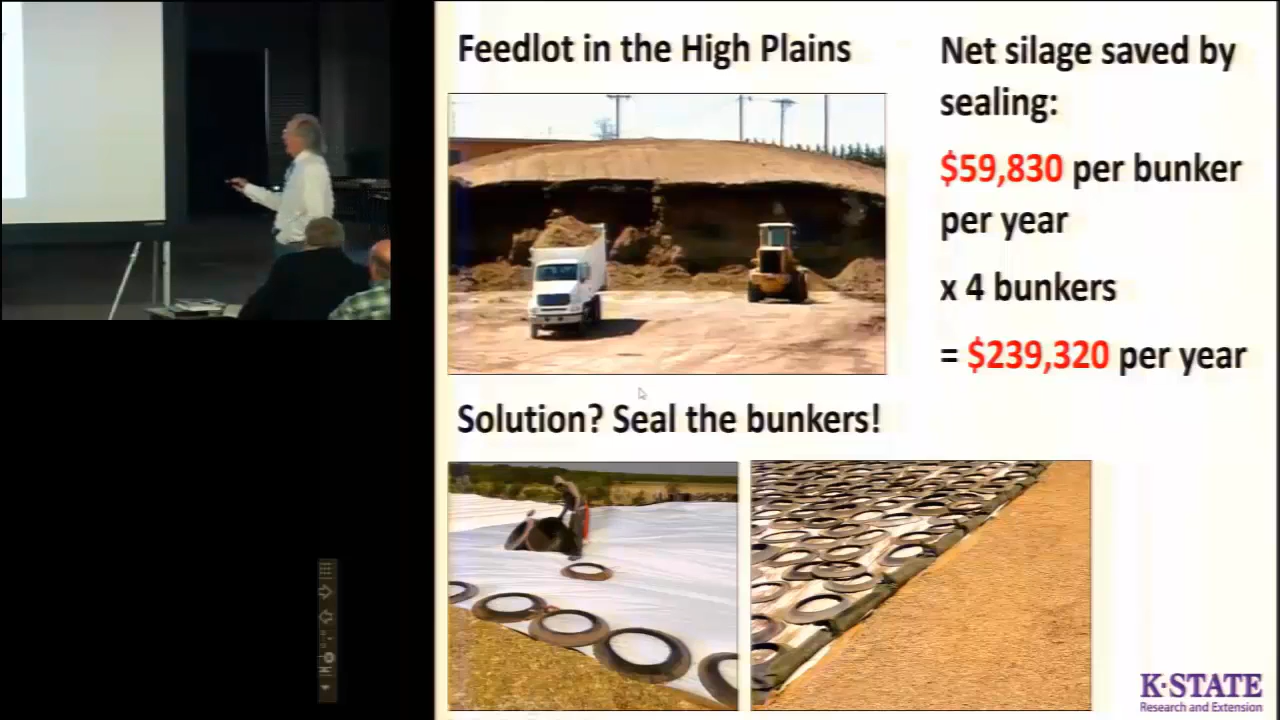 Feedlot in the High Plains
Net silage saved by
sealing:
$59,830 per bunker
per year
x 4 bunkers
= $239,320 per year
Solution? Seal the bunkers!
K·STATE
Research and Extension